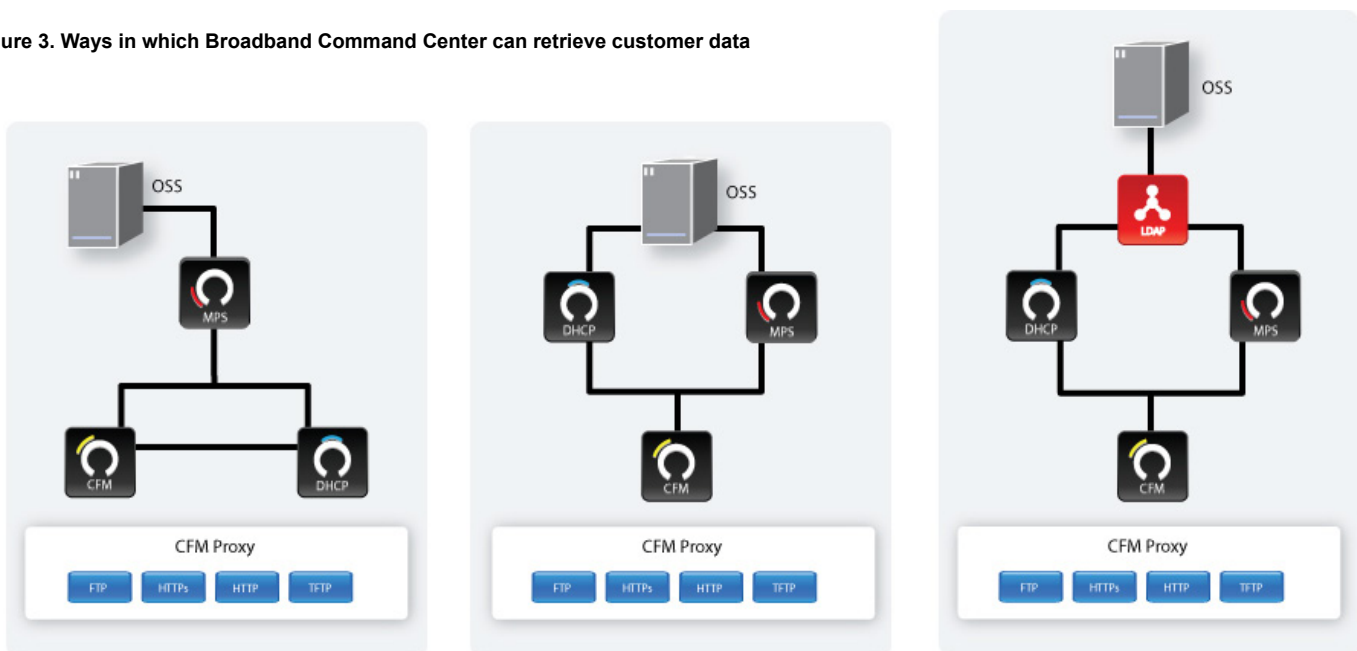 ure 3. Ways in which Broadband Command Center can retrieve customer data
OSS
MPS
CFM
DHCP
CFM Proxy
FTP
HTTPs
HTTP
TFTP
OSS
DHCP
MPS
CFM
CFM Proxy
FTP
HTTPs
HTTP
TFTP
OSS
LDAP
DHCP
MPS
CFM
CFM Proxy
FTP
HTTPs
HTTP
TFTP